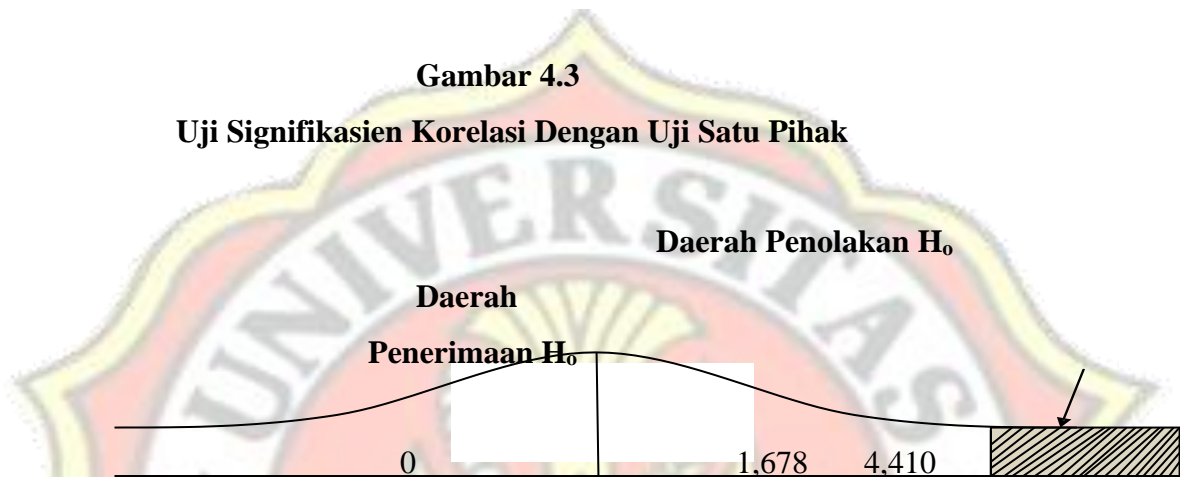 Gambar 4.3
Uji Signifikasien Korelasi Dengan Uji Satu Pihak
UNIVERSITAS
Daerah Penolakan Hₒ
Daerah
Penerimaan Hₒ
0 1,678 4,410